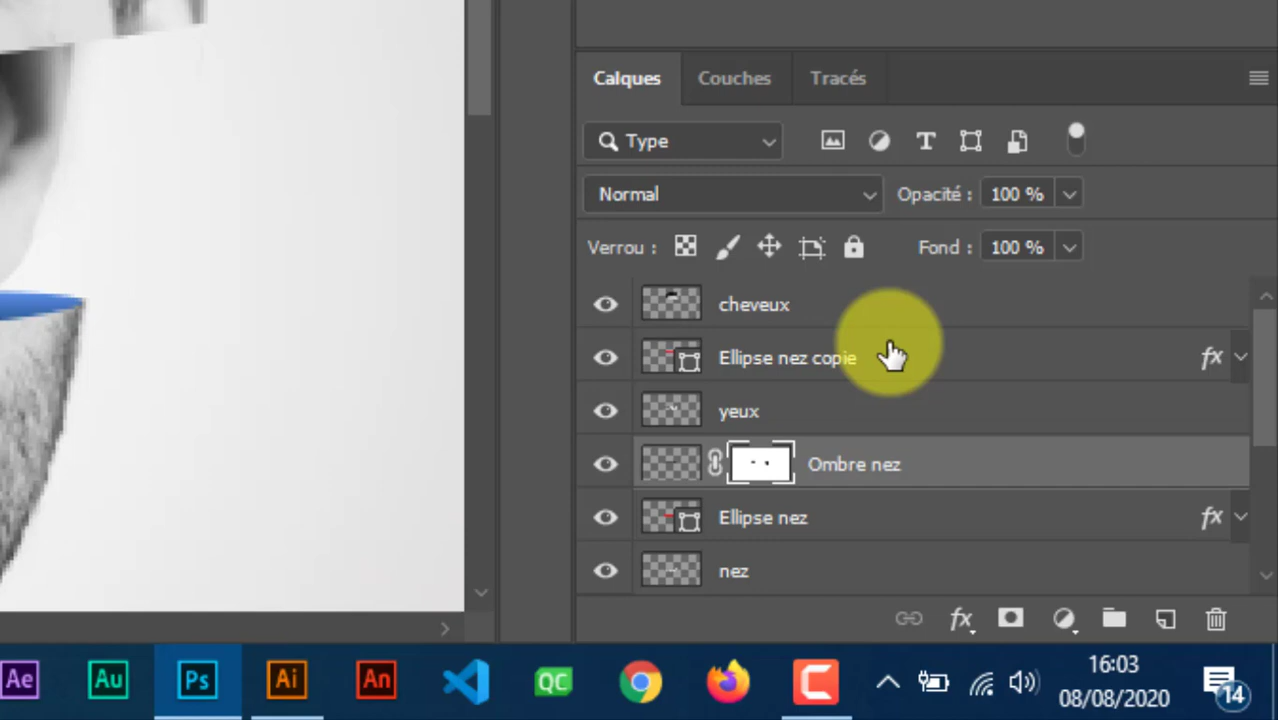 Calques Couches Tracés
Type T
Normal Opacité : 100 %
Verrou : Fond : 100 %
cheveux
Ellipse nez copie fx
yeux
Ombre nez
Ellipse nez fx
nez
fx
Ae Au Ps Ai An QC 16:03
08/08/2020 14